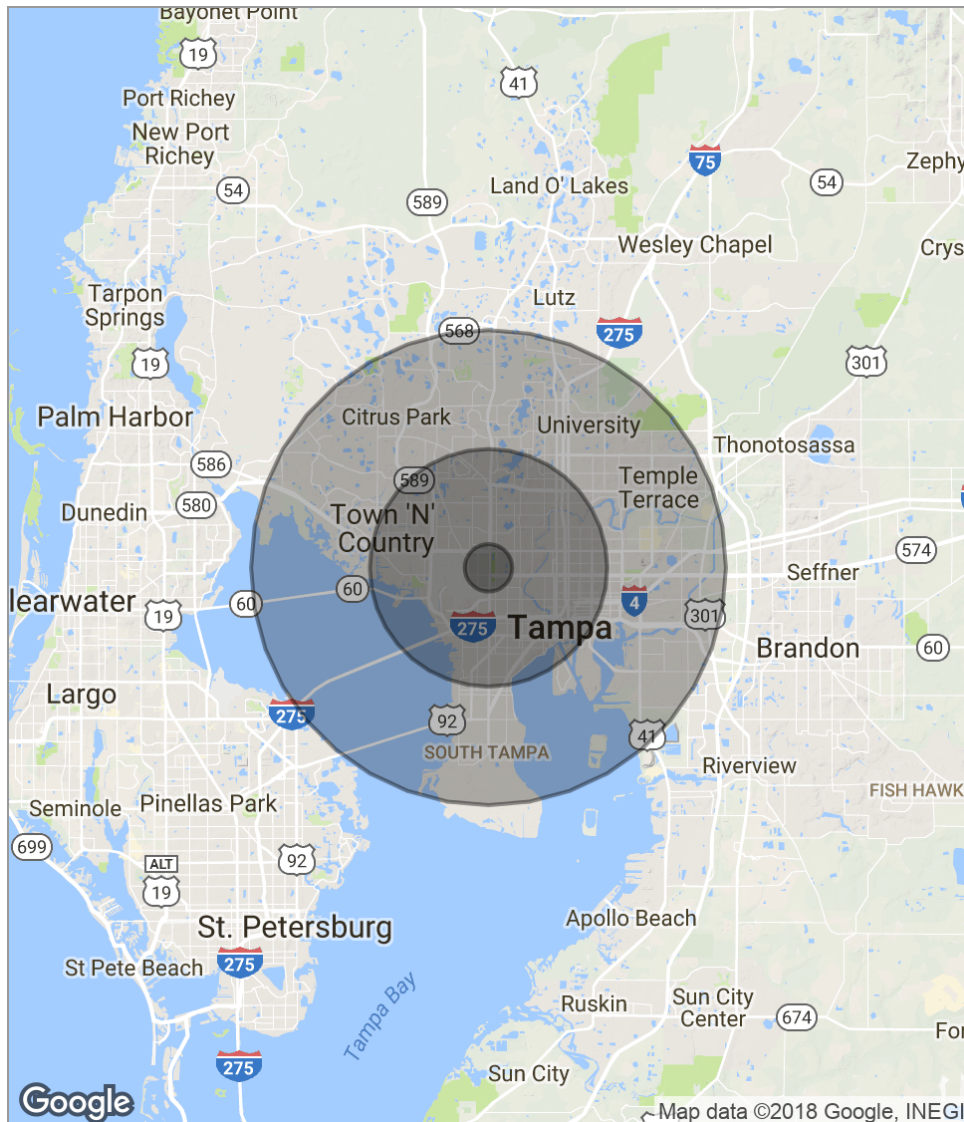 Bayonet Point
19
41
Port Richey
New Port
Richey
75
Zephy
54
Land O' Lakes
54
589
Wesley Chapel
Crys
Tarpon
Springs
Lutz
568
275
19
301
Palm Harbor
Citrus Park
University
Thonotosassa
586
589
Temple
Terrace
580
Dunedin
Town 'N'
Country
574
Seffner
60
learwater
60
4
19
275
Tampa
301
Brandon
60
Largo
275
92
41
SOUTH TAMPA
Riverview
FISH HAWK
Seminole
Pinellas Park
699
92
ALT
19
Apollo Beach
St. Petersburg
St Pete Beach
275
Tampa Bay
Ruskin
Sun City
Center
674
For
275
Sun City
Google
Map data ©2018 Google, INEGI